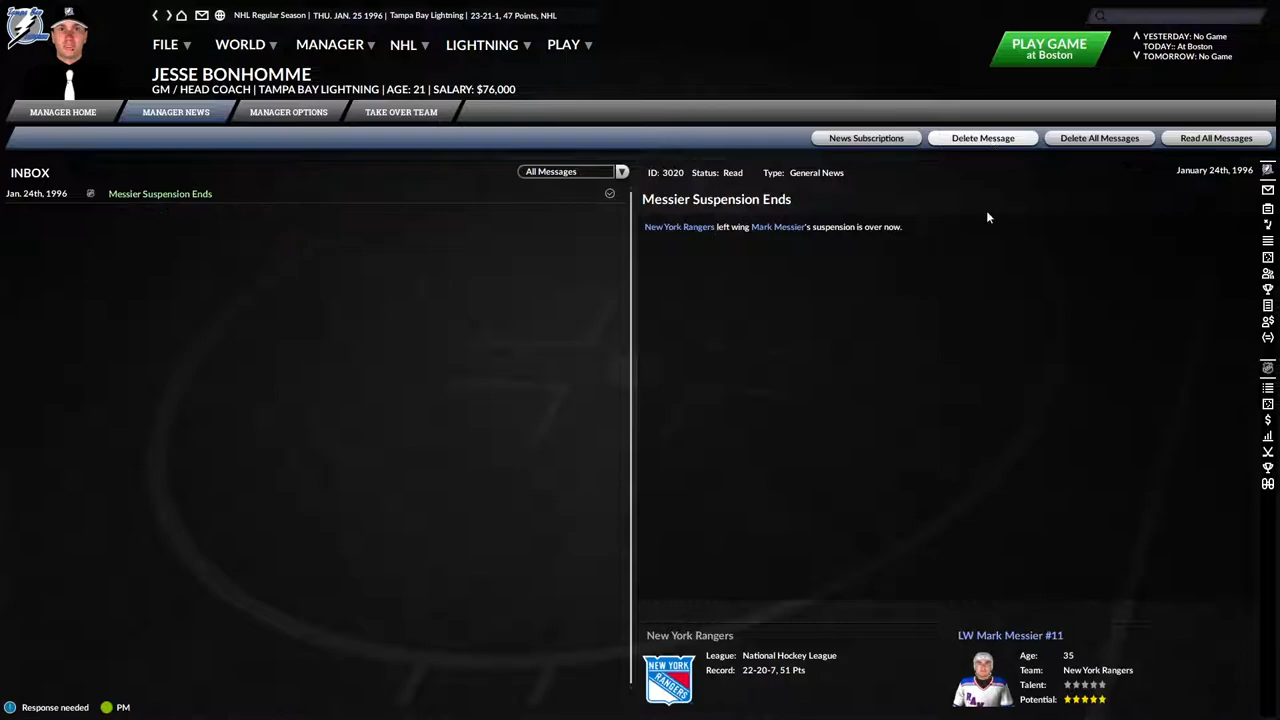 NHL Regular Season | THU. JAN. 25 1996 | Tampa Bay Lightning | 23-21-1, 47 Points, NHL
FILE WORLD MANAGER NHL LIGHTNING PLAY
PLAY GAME
at Boston
YESTERDAY: No Game
TODAY:: At Boston
TOMORROW: No Game
JESSE BONHOMME
GM / HEAD COACH | TAMPA BAY LIGHTNING | AGE: 21 | SALARY: $76,000
MANAGER HOME MANAGER NEWS MANAGER OPTIONS TAKE OVER TEAM
News Subscriptions Delete Message Delete All Messages Read All Messages
INBOX All Messages
Jan. 24th, 1996 Messier Suspension Ends
ID: 3020 Status: Read Type: General News January 24th, 1996
Messier Suspension Ends
New York Rangers left wing Mark Messier's suspension is over now.
New York Rangers
League: National Hockey League
Record: 22-20-7, 51 Pts
NEW YORK
RANGERS
LW Mark Messier #11
Age: 35
Team: New York Rangers
Talent:
Potential:
Response needed PM